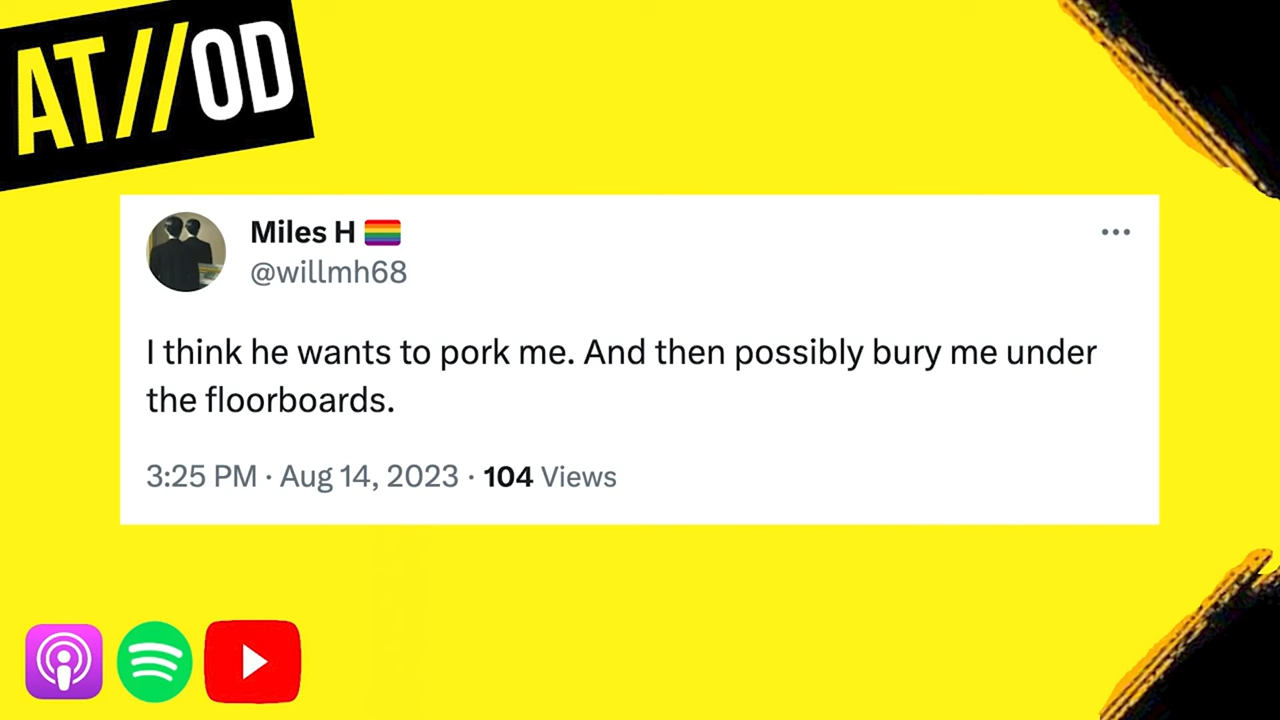 AT//OD
Miles H 🏳️‍🌈
@willmh68
I think he wants to pork me. And then possibly bury me under
the floorboards.
3:25 PM · Aug 14, 2023 · 104 Views